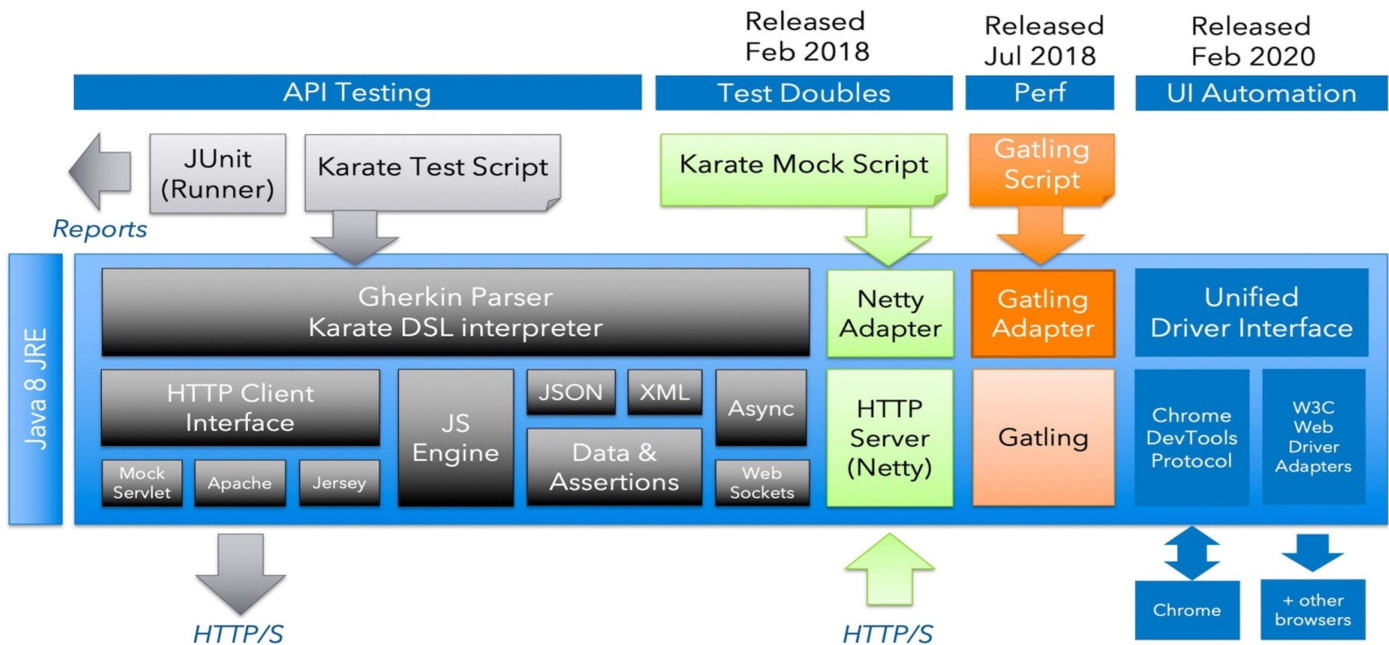 Released
Feb 2018
Released
Jul 2018
Released
Feb 2020
API Testing
Test Doubles
Perf
UI Automation
JUnit
(Runner)
Karate Test Script
Karate Mock Script
Gatling
Script
Reports
Java 8 JRE
Gherkin Parser
Karate DSL interpreter
Netty
Adapter
Gatling
Adapter
Unified
Driver Interface
HTTP Client
Interface
JS
Engine
JSON
XML
Async
Data &
Assertions
Mock
Servlet
Apache
Jersey
Web
Sockets
HTTP
Server
(Netty)
Gatling
Chrome
DevTools
Protocol
W3C
Web
Driver
Adapters
HTTP/S
HTTP/S
Chrome
+ other
browsers